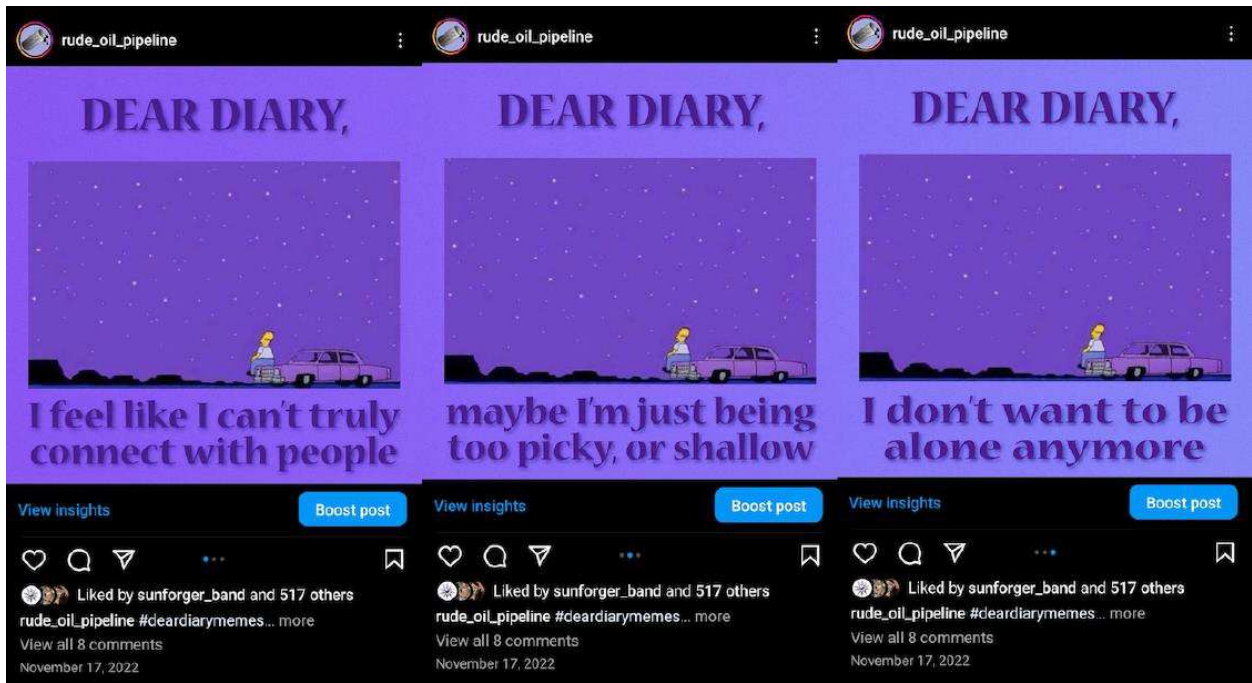 rude_oil_pipeline
DEAR DIARY,
I feel like I can't truly
connect with people
View insights
Boost post
Liked by sunforger_band and 517 others
rude_oil_pipeline #deardiarymemes... more
View all 8 comments
November 17, 2022
rude_oil_pipeline
DEAR DIARY,
maybe I'm just being
too picky, or shallow
View insights
Boost post
Liked by sunforger_band and 517 others
rude_oil_pipeline #deardiarymemes... more
View all 8 comments
November 17, 2022
rude_oil_pipeline
DEAR DIARY,
I don't want to be
alone anymore
View insights
Boost post
Liked by sunforger_band and 517 others
rude_oil_pipeline #deardiarymemes... more
View all 8 comments
November 17, 2022